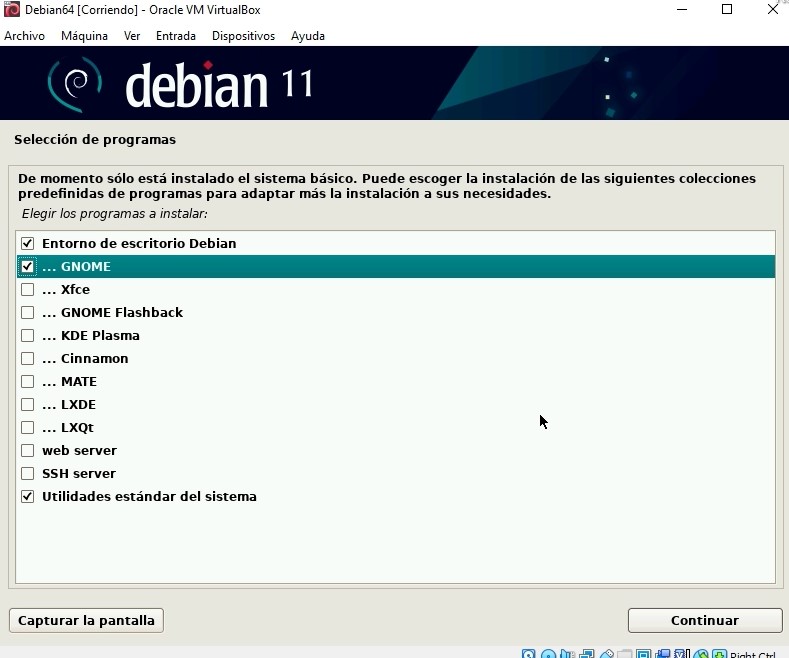 Debian64 [Corriendo] - Oracle VM VirtualBox
Archivo Máquina Ver Entrada Dispositivos Ayuda
debian 11
Selección de programas
De momento sólo está instalado el sistema básico. Puede escoger la instalación de las siguientes colecciones
predefinidas de programas para adaptar más la instalación a sus necesidades.
Elegir los programas a instalar:
Entorno de escritorio Debian
... GNOME
... Xfce
... GNOME Flashback
... KDE Plasma
... Cinnamon
... MATE
... LXDE
... LXQt
web server
SSH server
Utilidades estándar del sistema
Capturar la pantalla
Continuar
Right Ctrl